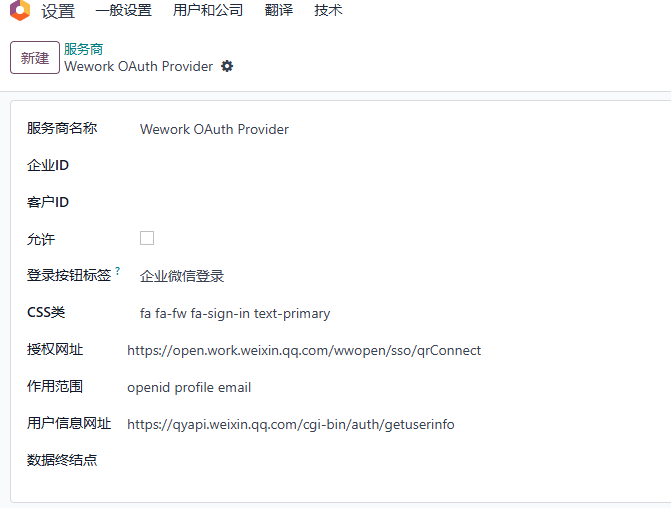 设置 一般设置 用户和公司 翻译 技术
新建
服务商
Wework OAuth Provider
服务商名称 Wework OAuth Provider
企业ID
客户ID
允许
登录按钮标签 ? 企业微信登录
CSS类 fa fa-fw fa-sign-in text-primary
授权网址 https://open.work.weixin.qq.com/wwopen/sso/qrConnect
作用范围 openid profile email
用户信息网址 https://qyapi.weixin.qq.com/cgi-bin/auth/getuserinfo
数据终结点